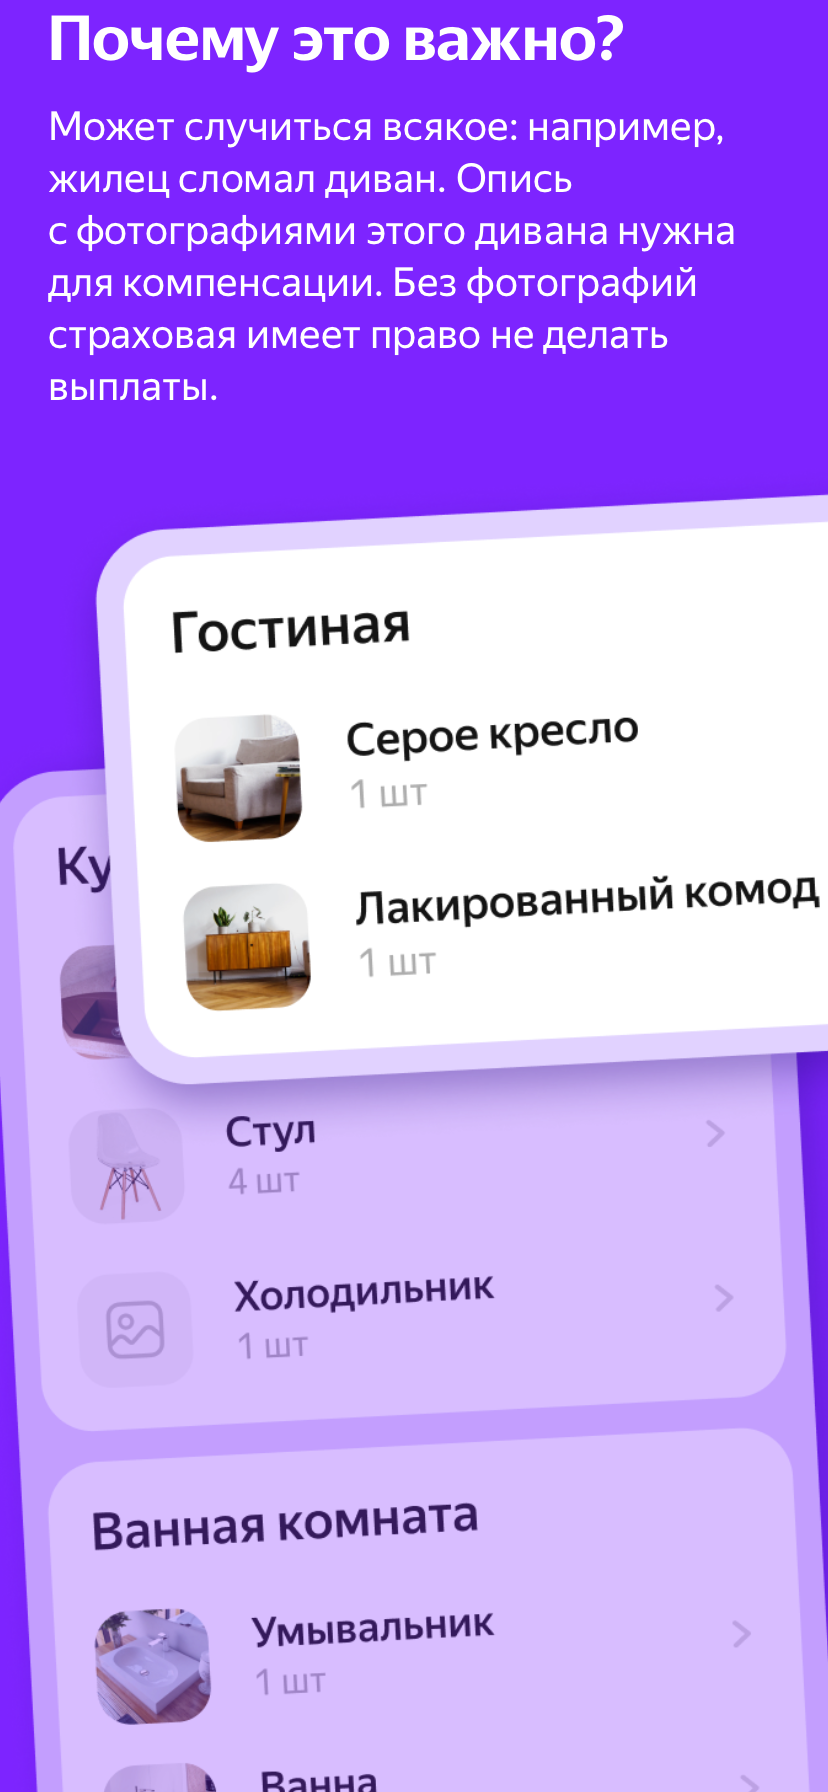 Почему это важно?
Может случиться всякое: например,
жилец сломал диван. Опись
с фотографиями этого дивана нужна
для компенсации. Без фотографий
страховая имеет право не делать
выплаты.
Гостиная
Серое кресло
1 шт
Лакированный комод
1 шт
Стул
4 шт
Холодильник
1 шт
Ванная комната
Умывальник
1 шт
Ванна